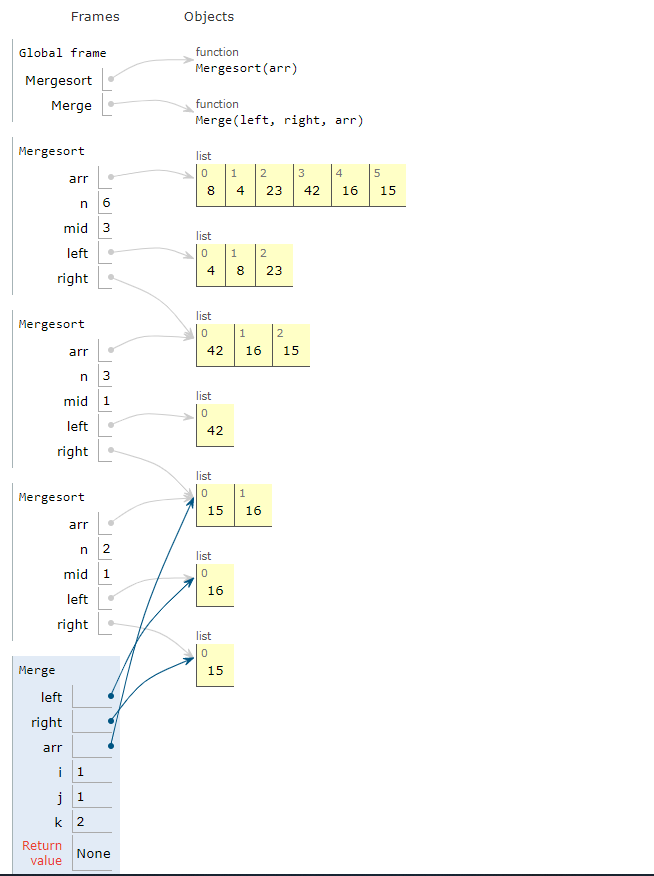 Frames Objects
Global frame
Mergesort
Merge
function
Mergesort(arr)
function
Merge(left, right, arr)
Mergesort
arr
n 6
mid 3
left
right
list
0 1 2 3 4 5
8 4 23 42 16 15
list
0 1 2
4 8 23
Mergesort
arr
n 3
mid 1
left
right
list
0 1 2
42 16 15
list
0
42
list
0 1
15 16
Mergesort
arr
n 2
mid 1
left
right
list
0
16
list
0
15
Merge
left
right
arr
i 1
j 1
k 2
Return
value None